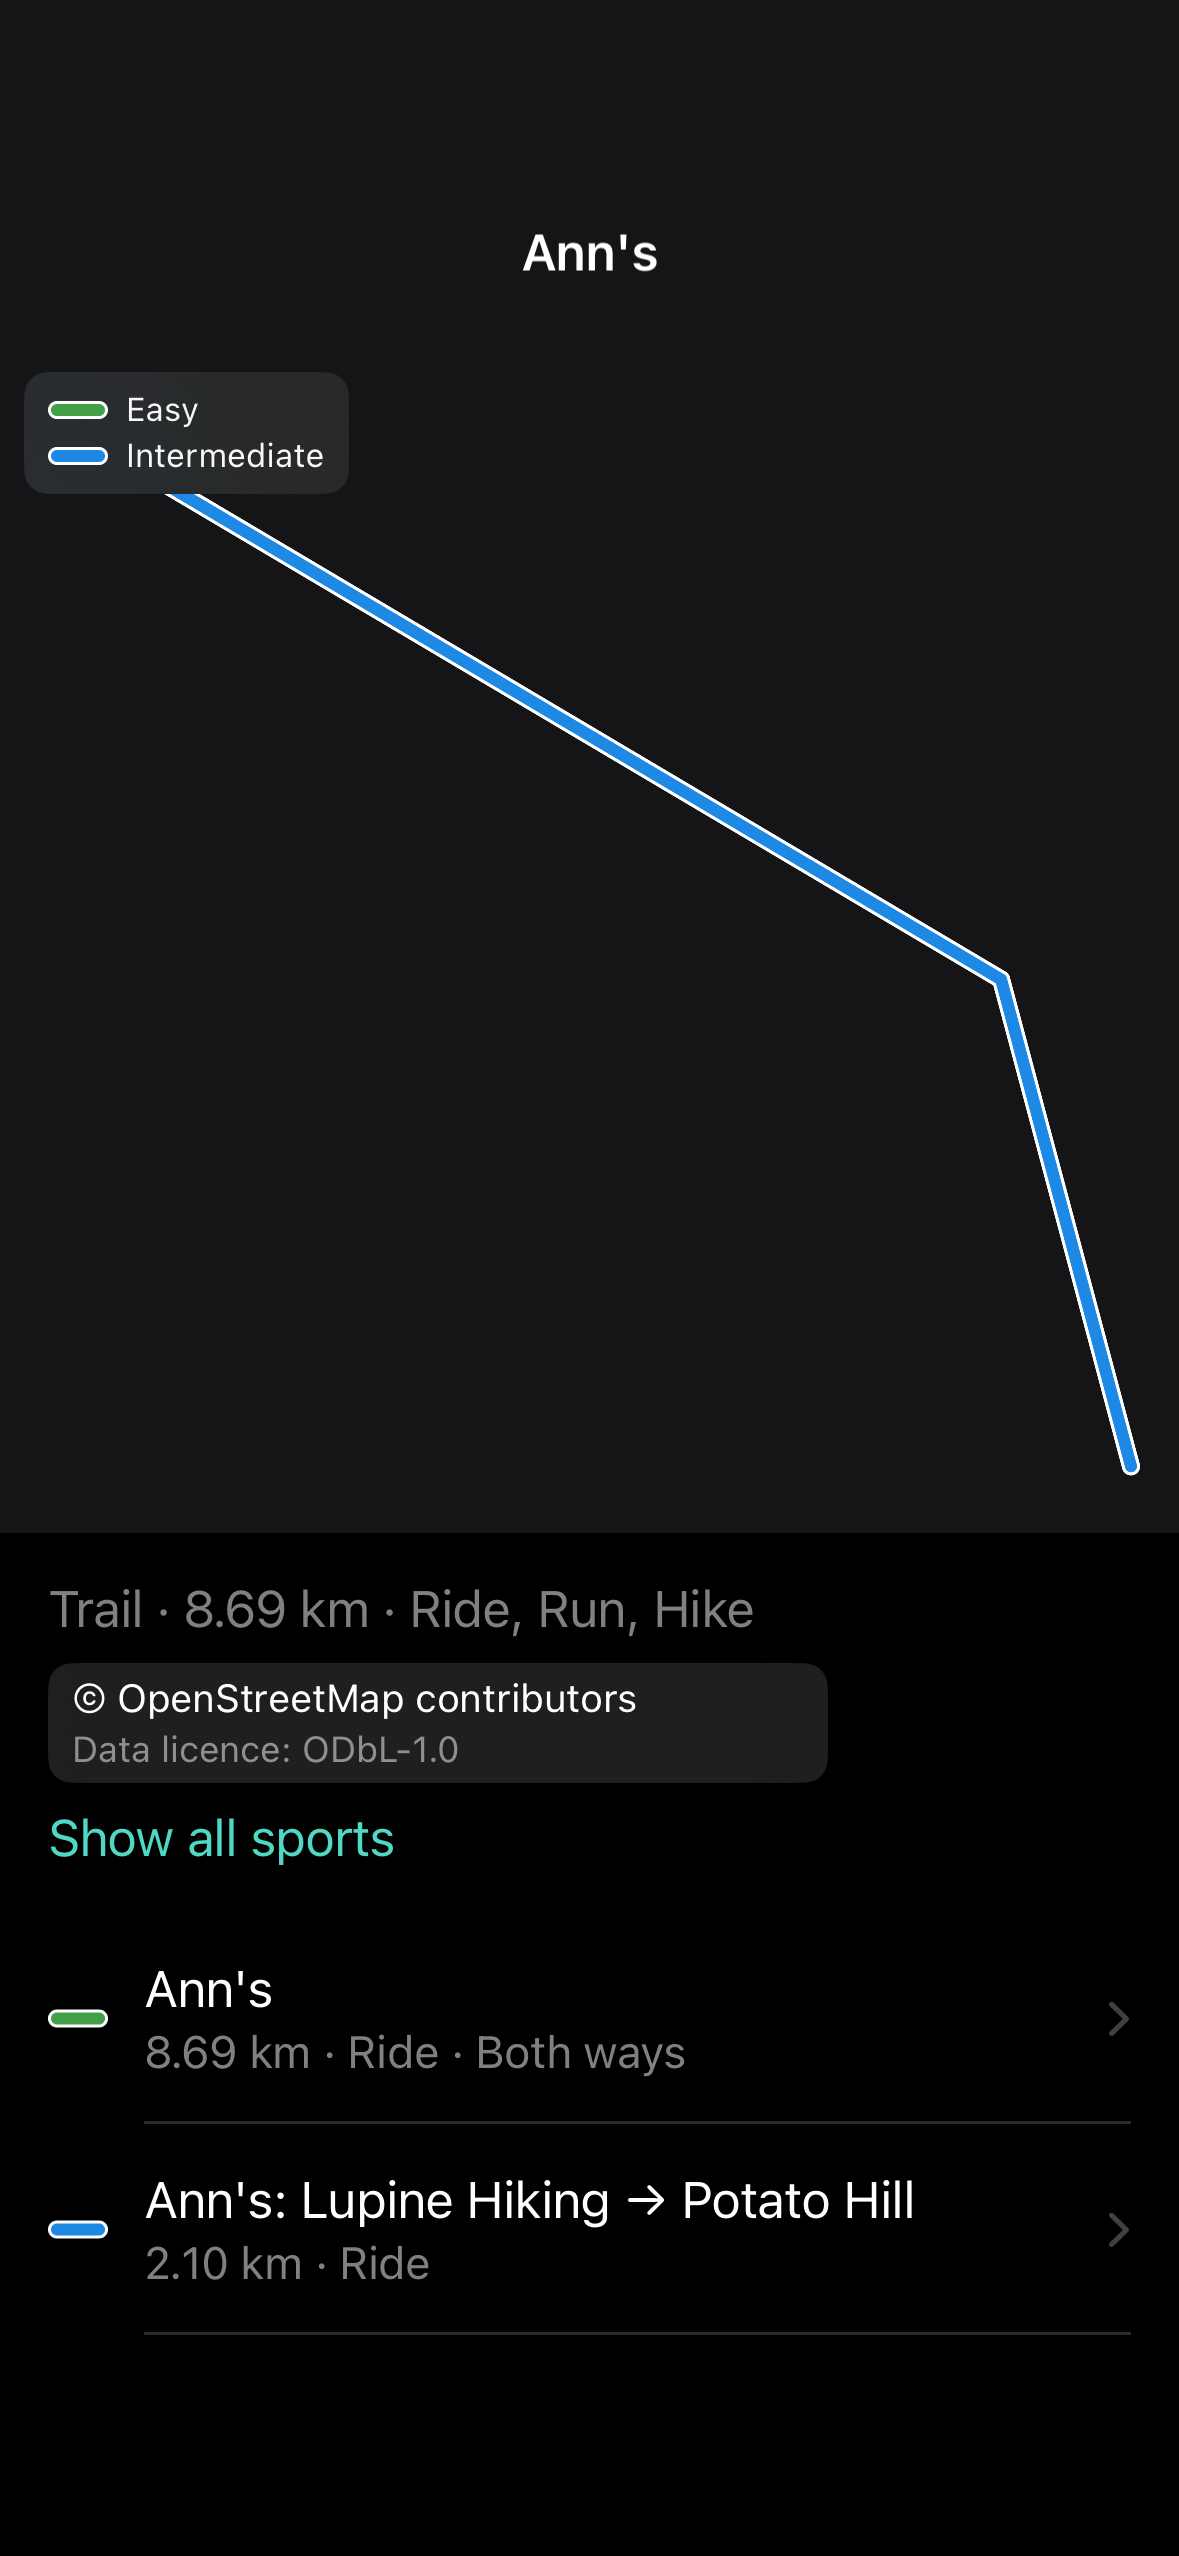 Ann's
Easy
Intermediate
Trail · 8.69 km · Ride, Run, Hike
© OpenStreetMap contributors
Data licence: ODbL-1.0
Show all sports
Ann's
8.69 km · Ride · Both ways
Ann's: Lupine Hiking → Potato Hill
2.10 km · Ride